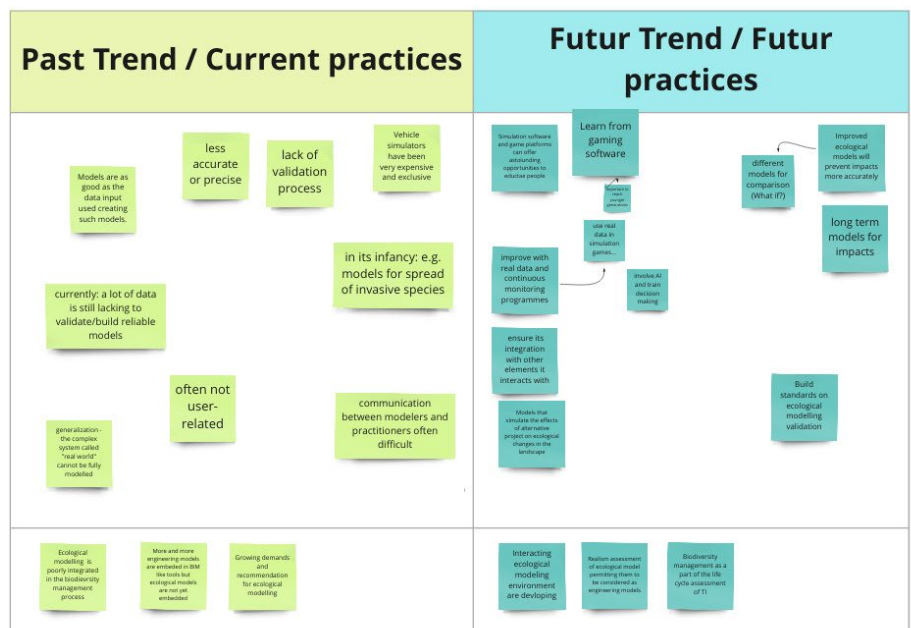 Past Trend / Current practices
Futur Trend / Futur
practices
Models are as
good as the
data input
used creating
such models.
less
accurate
or precise
lack of
validation
process
Vehicle
simulators
have been
very expensive
and exclusive
in its infancy: e.g.
models for spread
of invasive species
currently: a lot of data
is still lacking to
validate/build reliable
models
often not
user-
related
communication
between modelers and
practitioners often
difficult
generalization -
the complex
system called
"real world"
cannot be fully
modelled
Simulation software
and game platforms
can offer
astounding
opportunities to
eductae people
Learn from
gaming
software
important to
reach
younger
generations
use real
data in
simulation
games...
improve with
real data and
continuous
monitoring
programmes
involve AI
and train
decision
making
ensure its
integration
with other
elements it
interacts with
Models that
simulate the effects
of alternative
project on ecological
changes in the
landscape
different
models for
comparison
(What if?)
Improved
ecological
models will
prevent impacts
more accurately
long term
models for
impacts
Build
standards on
ecological
modelling
validation
Ecological
modelling is
poorly integrated
in the biodiversity
management
process
More and more
engineering models
are embeded in BIM
like tools but
ecological models
are not yet
embedded
Growing demands
and
recommendation
for ecological
modelling
Interacting
ecological
modeling
environment
are devloping
Realism assesment
of ecological model
permitting them to
be considered as
engineering models
Biodiversity
management as a
part of the life
cycle assessment
of TI